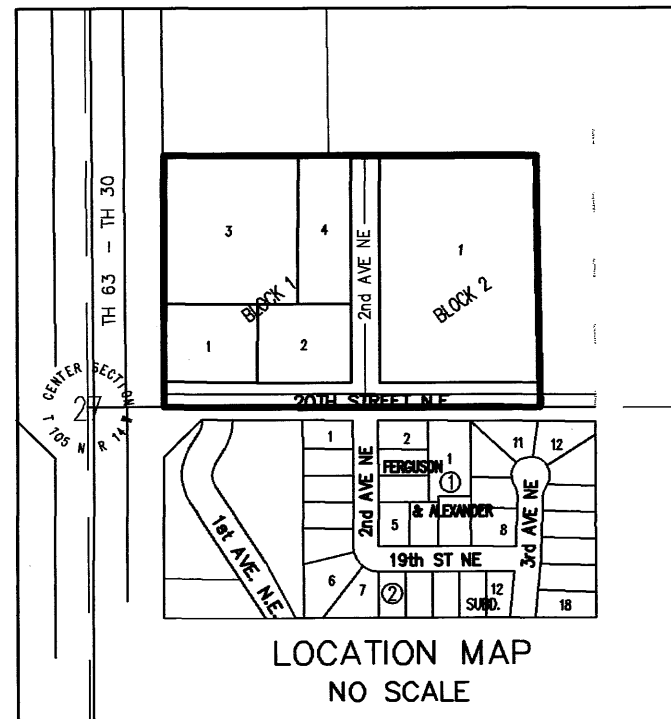 TH 63 - TH 30
3
4
2nd AVE NE
1
BLOCK 1
BLOCK 2
1
2
CENTER SECTION
27
T 105 N R 14 W
20TH STREET N.E.
1
2
1
11
12
2nd AVE NE
FERGUSON
1
& ALEXANDER
1st AVE. N.E.
5
8
3rd AVE NE
19th ST NE
6
7
2
12
SUBD.
18
LOCATION MAP
NO SCALE